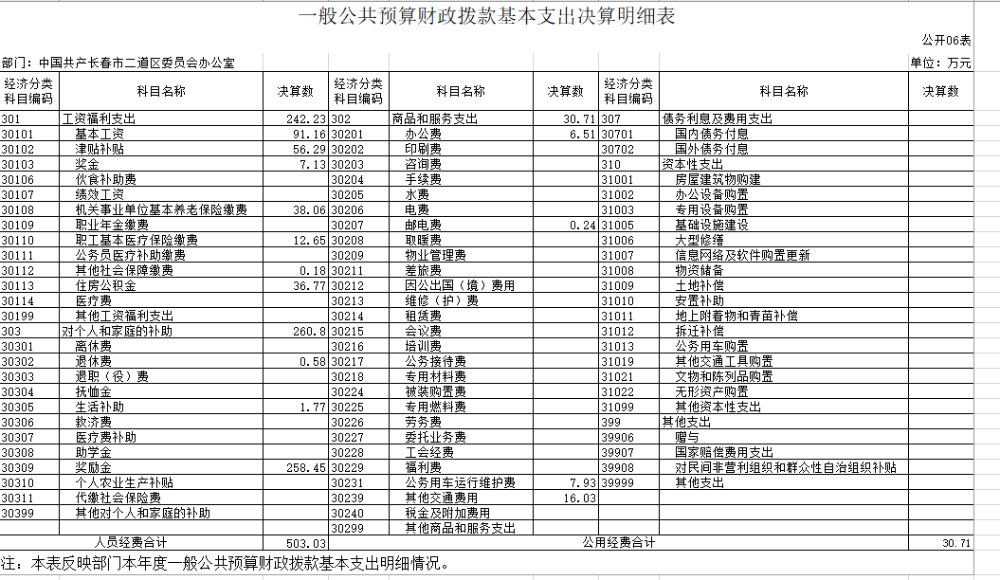 一般公共预算财政拨款基本支出决算明细表
公开06表
部门：中国共产长春市二道区委员会办公室 单位：万元
经济分类科目编码 科目名称 决算数 经济分类科目编码 科目名称 决算数 经济分类科目编码 科目名称 决算数
301 工资福利支出 242.23 302 商品和服务支出 30.71 307 债务利息及费用支出
30101 基本工资 91.16 30201 办公费 6.51 30701 国内债务付息
30102 津贴补贴 56.29 30202 印刷费 30702 国外债务付息
30103 奖金 7.13 30203 咨询费 310 资本性支出
30106 伙食补助费 30204 手续费 31001 房屋建筑物购建
30107 绩效工资 30205 水费 31002 办公设备购置
30108 机关事业单位基本养老保险缴费 38.06 30206 电费 31003 专用设备购置
30109 职业年金缴费 30207 邮电费 0.24 31005 基础设施建设
30110 职工基本医疗保险缴费 12.65 30208 取暖费 31006 大型修缮
30111 公务员医疗补助缴费 30209 物业管理费 31007 信息网络及软件购置更新
30112 其他社会保障缴费 0.18 30211 差旅费 31008 物资储备
30113 住房公积金 36.77 30212 因公出国（境）费用 31009 土地补偿
30114 医疗费 30213 维修（护）费 31010 安置补助
30199 其他工资福利支出 30214 租赁费 31011 地上附着物和青苗补偿
303 对个人和家庭的补助 260.8 30215 会议费 31012 拆迁补偿
30301 离休费 30216 培训费 31013 公务用车购置
30302 退休费 0.58 30217 公务接待费 31019 其他交通工具购置
30303 退职（役）费 30218 专用材料费 31021 文物和陈列品购置
30304 抚恤金 30224 被装购置费 31022 无形资产购置
30305 生活补助 1.77 30225 专用燃料费 31099 其他资本性支出
30306 救济费 30226 劳务费 399 其他支出
30307 医疗费补助 30227 委托业务费 39906 赠与
30308 助学金 30228 工会经费 39907 国家赔偿费用支出
30309 奖励金 258.45 30229 福利费 39908 对民间非营利组织和群众性自治组织补贴
30310 个人农业生产补贴 30231 公务用车运行维护费 7.93 39999 其他支出
30311 代缴社会保险费 30239 其他交通费用 16.03
30399 其他对个人和家庭的补助 30240 税金及附加费用
30299 其他商品和服务支出
人员经费合计 503.03 公用经费合计 30.71
注：本表反映部门本年度一般公共预算财政拨款基本支出明细情况。